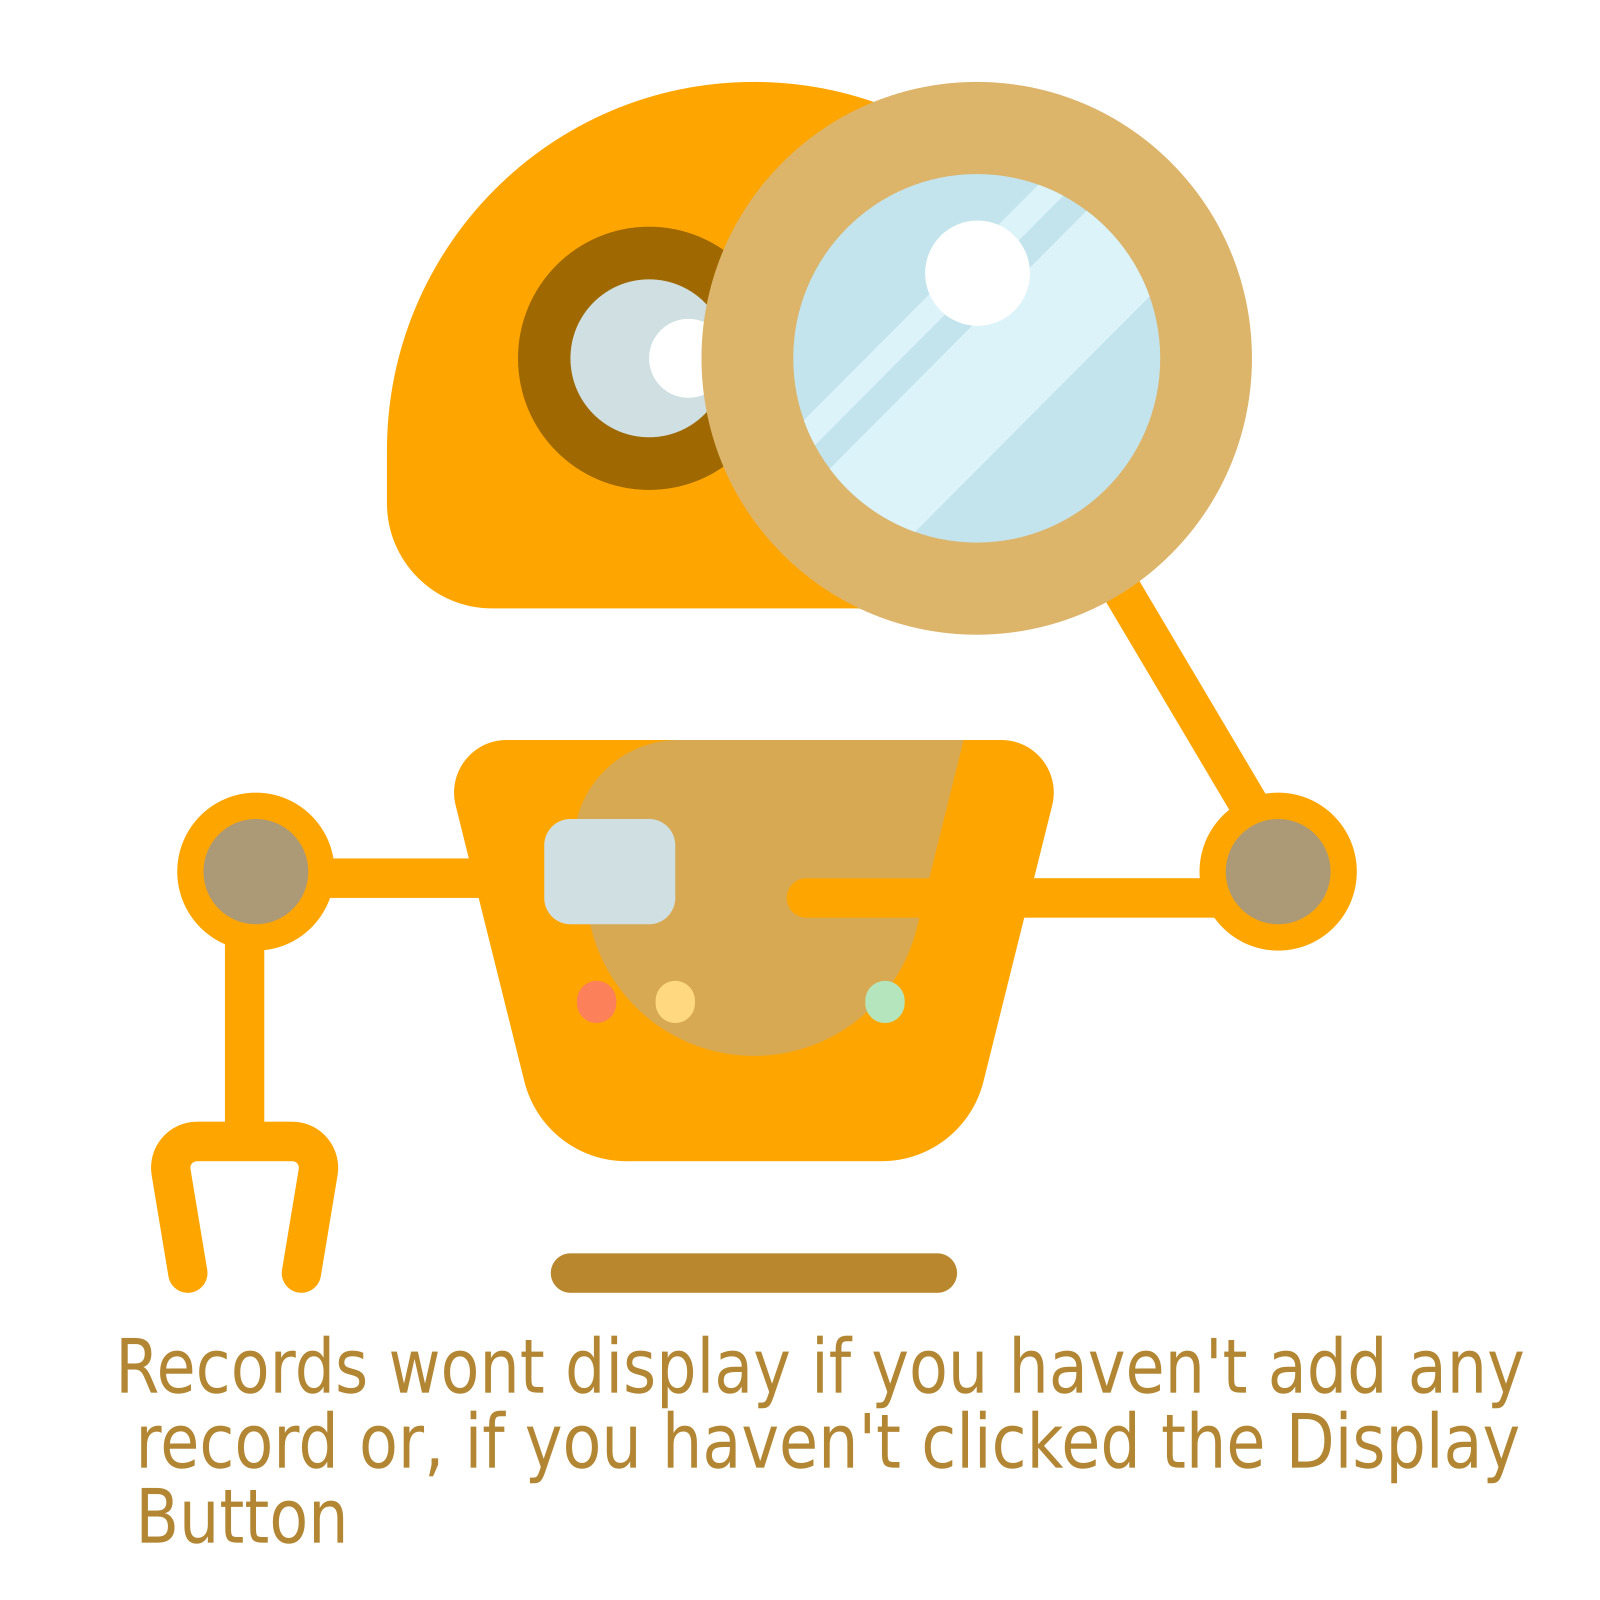 Records wont display if you haven't add any
record or, if you haven't clicked the Display
Button